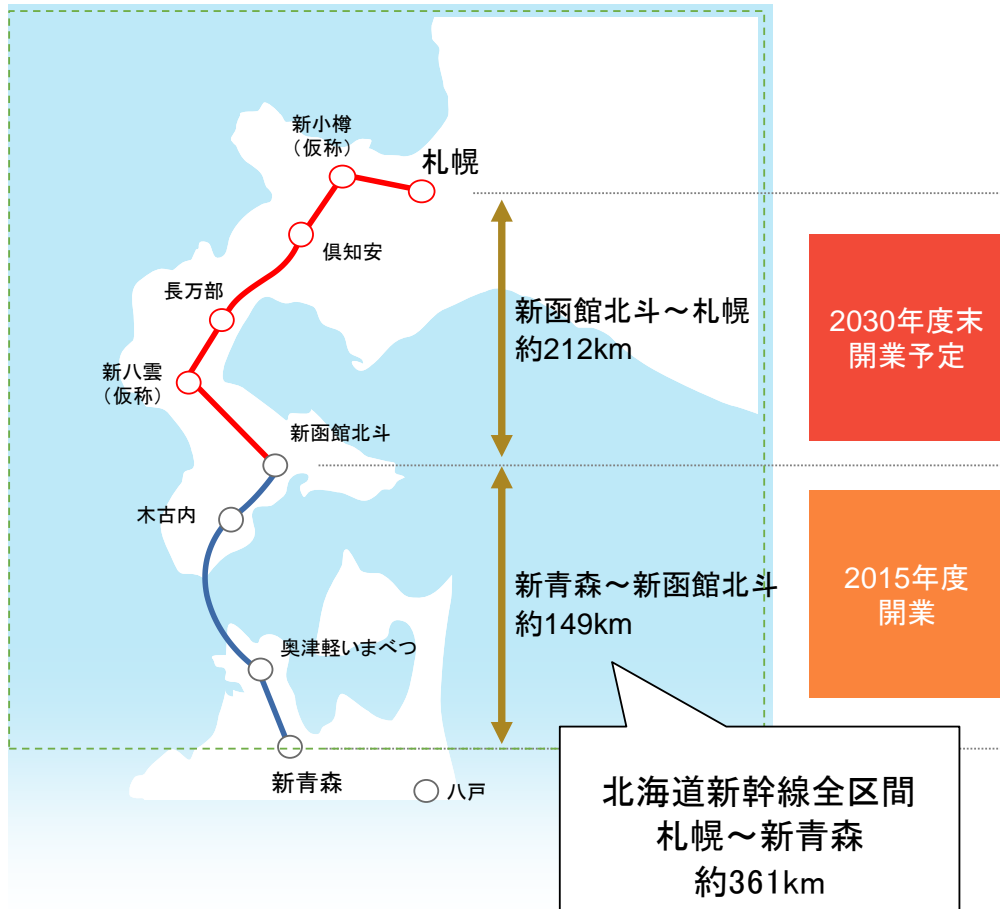 新小樽
（仮称）
札幌
倶知安
長万部
新函館北斗～札幌
約212km
2030年度末
開業予定
新八雲
（仮称）
新函館北斗
木古内
新青森～新函館北斗
約149km
2015年度
開業
奥津軽いまべつ
新青森
八戸
北海道新幹線全区間
札幌～新青森
約361km